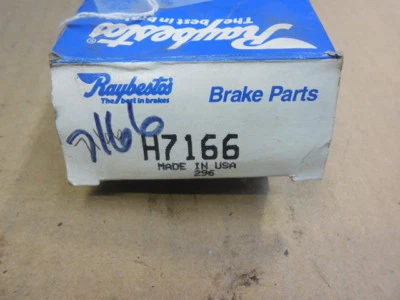 Raybestos
The best in brakes
®
Raybestos
The best in brakes
Brake Parts
7166
H7166
MADE IN USA
296